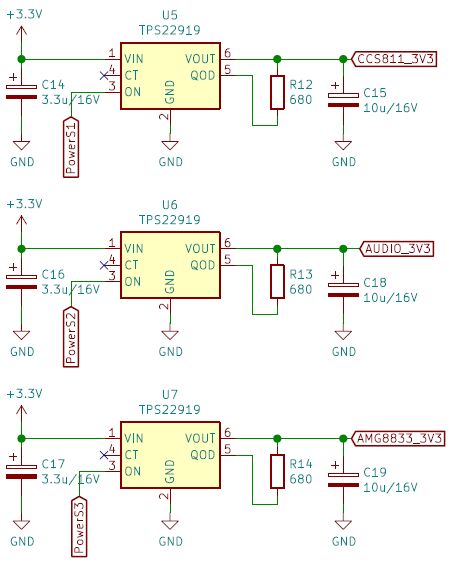 U5
TPS22919
+3.3V
1 VIN VOUT 6 CCS811_3V3
4 CT QOD 5
3 ON
C14
3.3u/16V
GND
2
R12
680
C15
10u/16V
PowerS1
GND GND GND
U6
TPS22919
+3.3V
1 VIN VOUT 6 AUDIO_3V3
4 CT QOD 5
3 ON
C16
3.3u/16V
GND
2
R13
680
C18
10u/16V
PowerS2
GND GND GND
U7
TPS22919
+3.3V
1 VIN VOUT 6 AMG8833_3V3
4 CT QOD 5
3 ON
C17
3.3u/16V
GND
2
R14
680
C19
10u/16V
PowerS3
GND GND GND